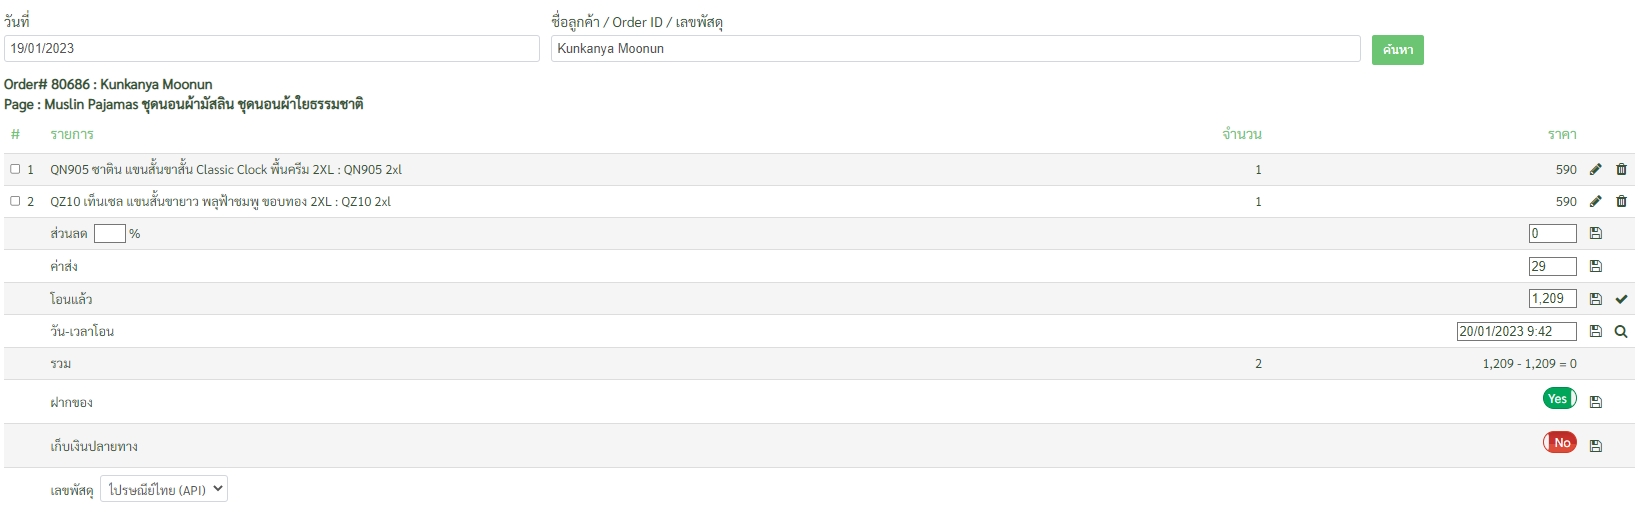 วันที่ ชื่อลูกค้า / Order ID / เลขพัสดุ
19/01/2023 Kunkanya Moonun ค้นหา
Order# 80686 : Kunkanya Moonun
Page : Muslin Pajamas ชุดนอนผ้ามัสลิน ชุดนอนผ้าใยธรรมชาติ
# รายการ จำนวน ราคา
1 QN905 ซาติน แขนสั้นขาสั้น Classic Clock พื้นครีม 2XL : QN905 2xl 1 590
2 QZ10 เท็นเซล แขนสั้นขายาว พลุฟ้าชมพู ขอบทอง 2XL : QZ10 2xl 1 590
ส่วนลด % 0
ค่าส่ง 29
โอนแล้ว 1,209
วัน-เวลาโอน 20/01/2023 9:42
รวม 2 1,209 - 1,209 = 0
ฝากของ Yes
เก็บเงินปลายทาง No
เลขพัสดุ ไปรษณีย์ไทย (API)